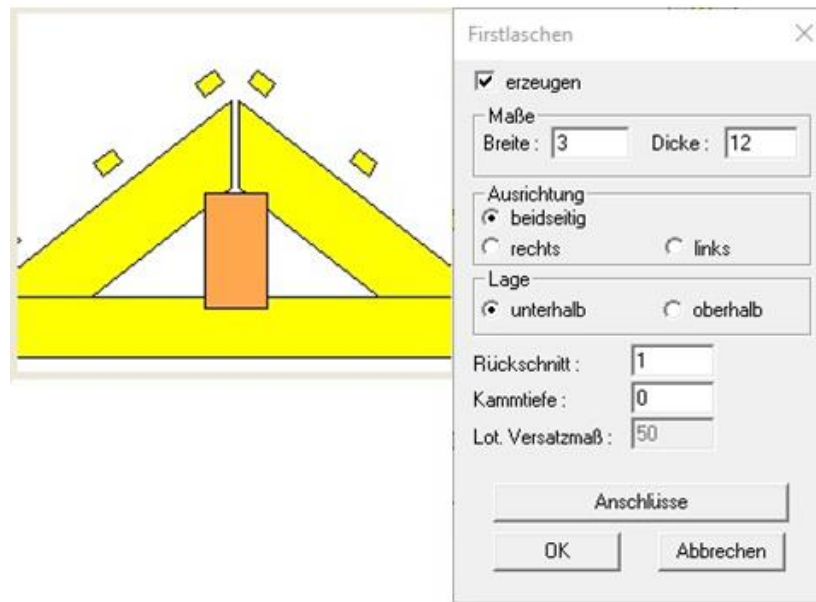 Firstlaschen
erzeugen
Maße
Breite : 3 Dicke : 12
Ausrichtung
beidseitig
rechts links
Lage
unterhalb oberhalb
Rückschnitt : 1
Kammtiefe : 0
Lot. Versatzmaß : 50
Anschlüsse
OK Abbrechen